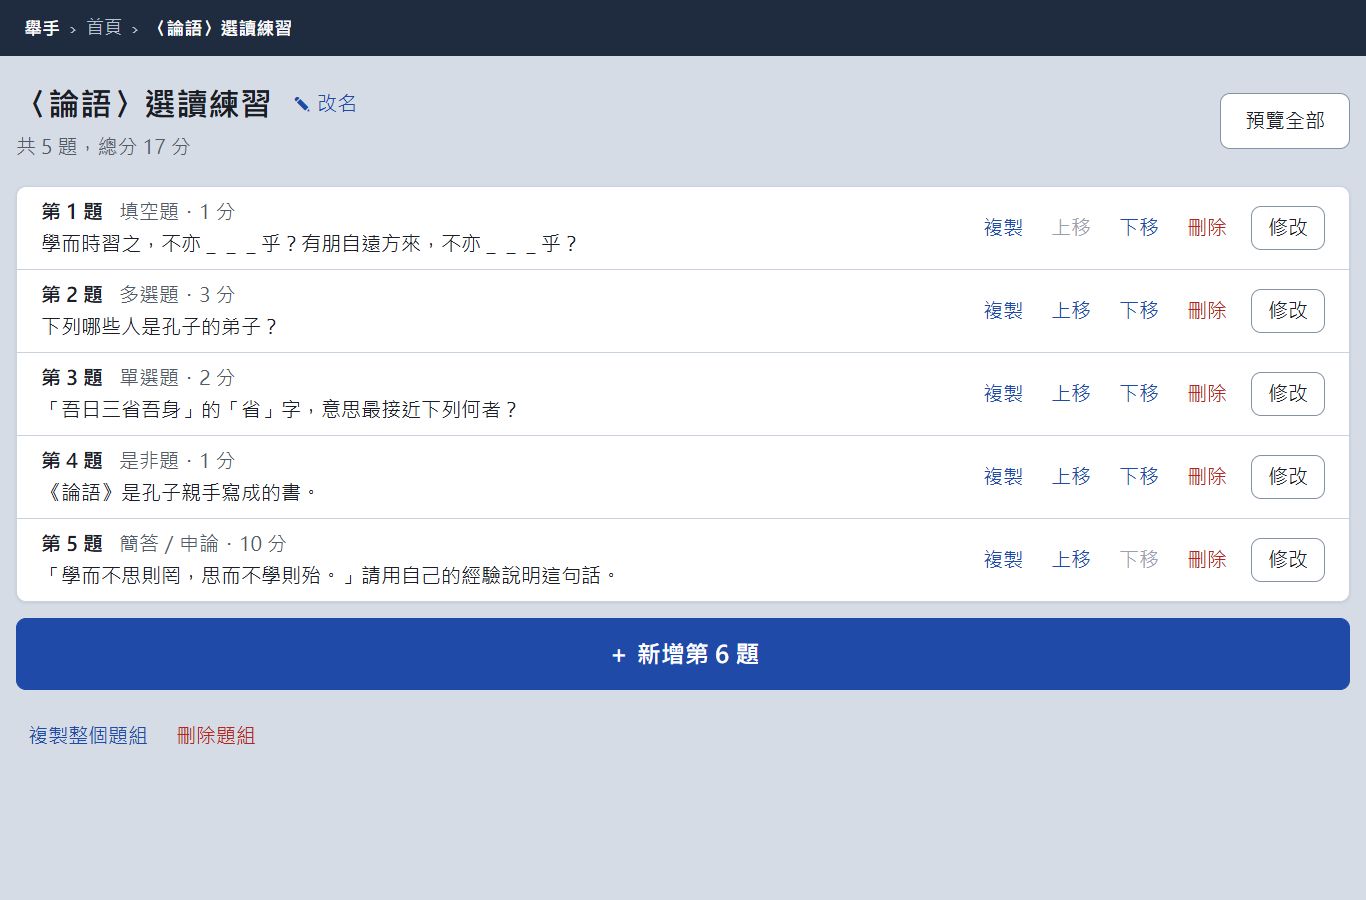 舉手 › 首頁 › 〈論語〉選讀練習
〈論語〉選讀練習 改名
共 5 題，總分 17 分
預覽全部
第 1 題 填空題 · 1 分
學而時習之，不亦＿＿＿乎？有朋自遠方來，不亦＿＿＿乎？
複製 上移 下移 刪除 修改
第 2 題 多選題 · 3 分
下列哪些人是孔子的弟子？
複製 上移 下移 刪除 修改
第 3 題 單選題 · 2 分
「吾日三省吾身」的「省」字，意思最接近下列何者？
複製 上移 下移 刪除 修改
第 4 題 是非題 · 1 分
《論語》是孔子親手寫成的書。
複製 上移 下移 刪除 修改
第 5 題 簡答 / 申論 · 10 分
「學而不思則罔，思而不學則殆。」請用自己的經驗說明這句話。
複製 上移 下移 刪除 修改
+ 新增第 6 題
複製整個題組 刪除題組